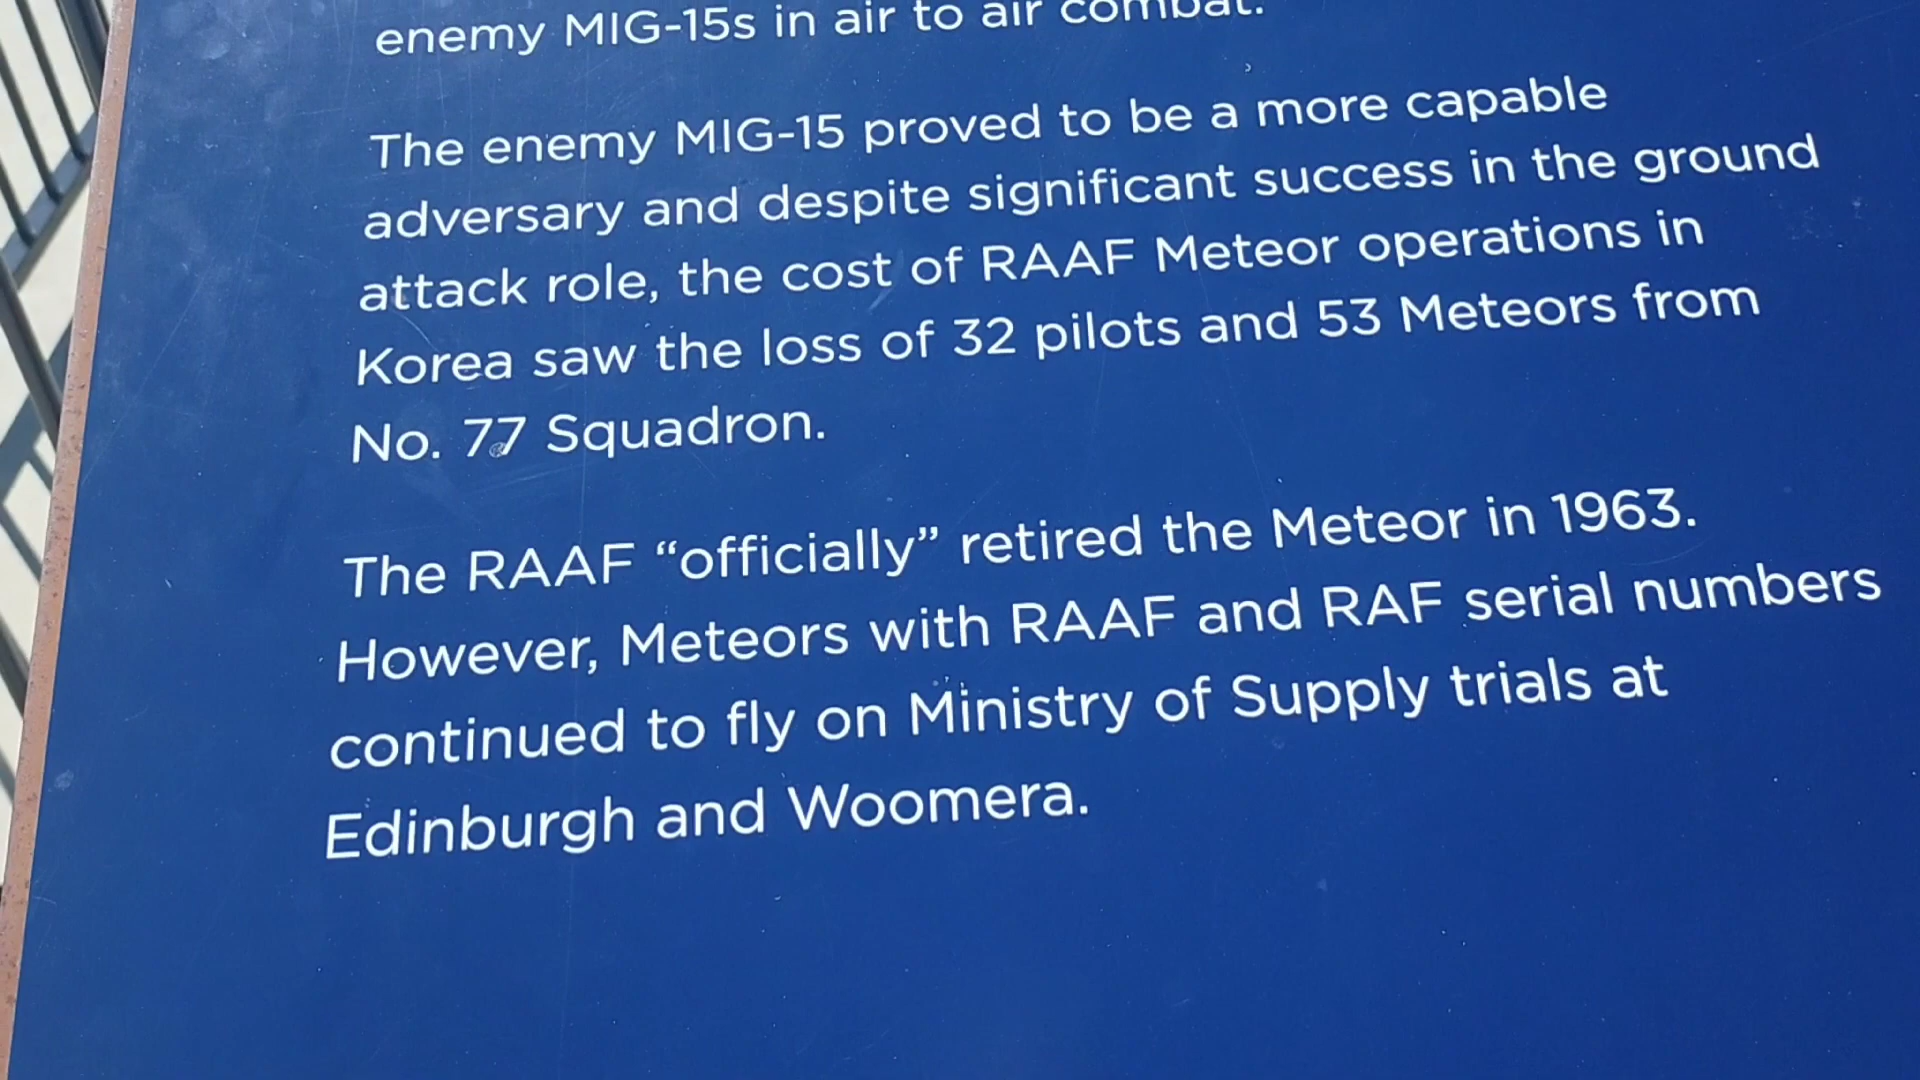 enemy MIG-15s in air to air combat.
The enemy MIG-15 proved to be a more capable
adversary and despite significant success in the ground
attack role, the cost of RAAF Meteor operations in
Korea saw the loss of 32 pilots and 53 Meteors from
No. 77 Squadron.
The RAAF “officially” retired the Meteor in 1963.
However, Meteors with RAAF and RAF serial numbers
continued to fly on Ministry of Supply trials at
Edinburgh and Woomera.